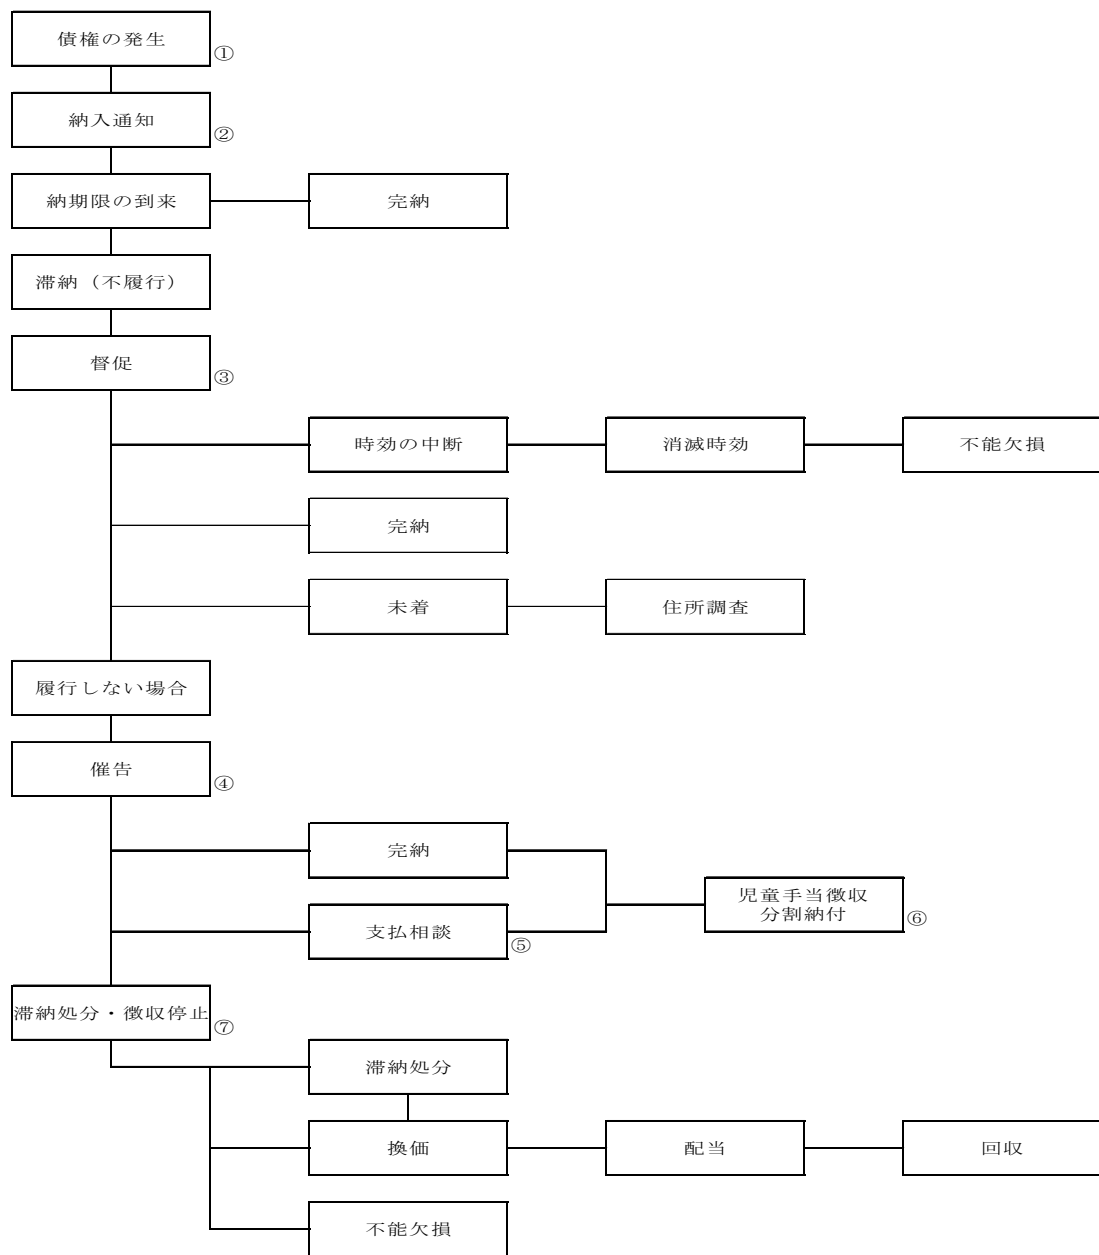 債権の発生
①
納入通知
②
納期限の到来
完納
滞納（不履行）
督促
③
時効の中断
消滅時効
不能欠損
完納
未着
住所調査
履行しない場合
催告
④
完納
児童手当徴収
分割納付
⑥
支払相談
⑤
滞納処分・徴収停止
⑦
滞納処分
換価
配当
回収
不能欠損